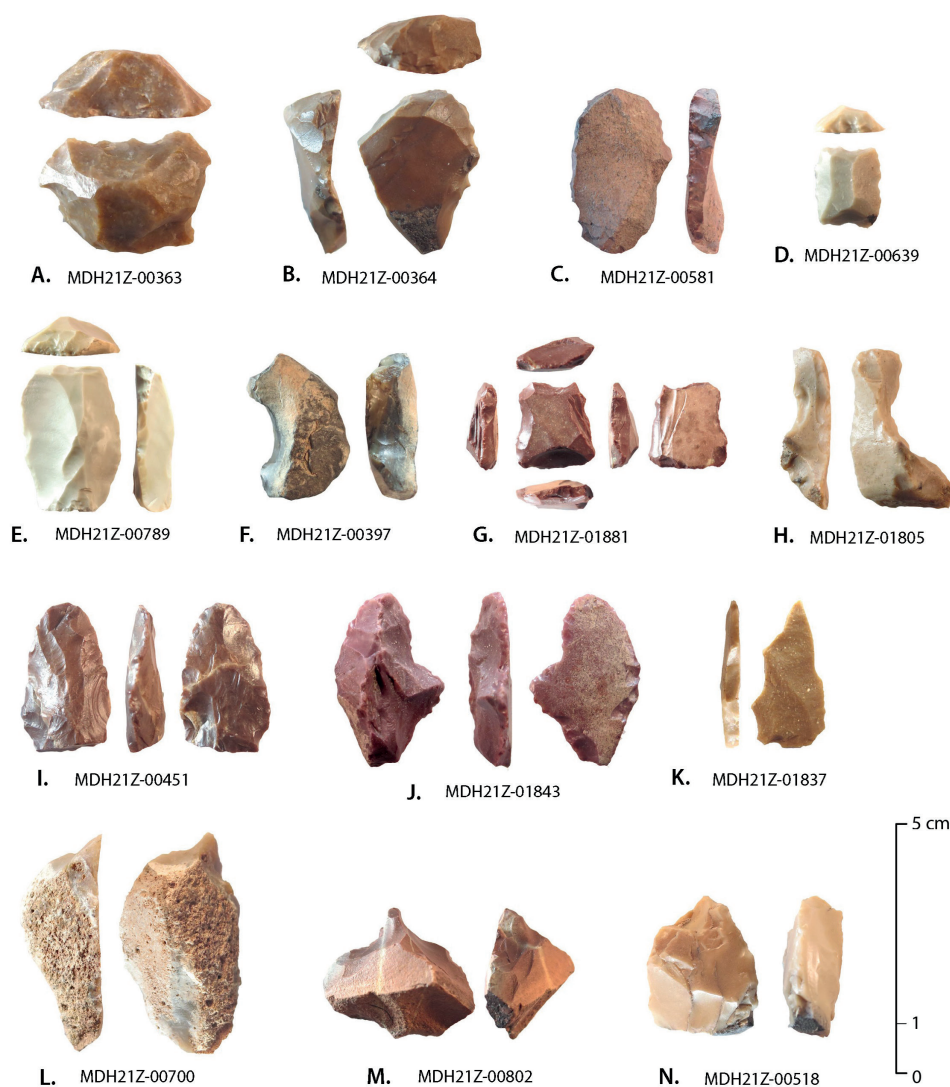 A. MDH21Z-00363
B. MDH21Z-00364
C. MDH21Z-00581
D. MDH21Z-00639
E. MDH21Z-00789
F. MDH21Z-00397
G. MDH21Z-01881
H. MDH21Z-01805
I. MDH21Z-00451
J. MDH21Z-01843
K. MDH21Z-01837
5 cm
1
0
L. MDH21Z-00700
M. MDH21Z-00802
N. MDH21Z-00518